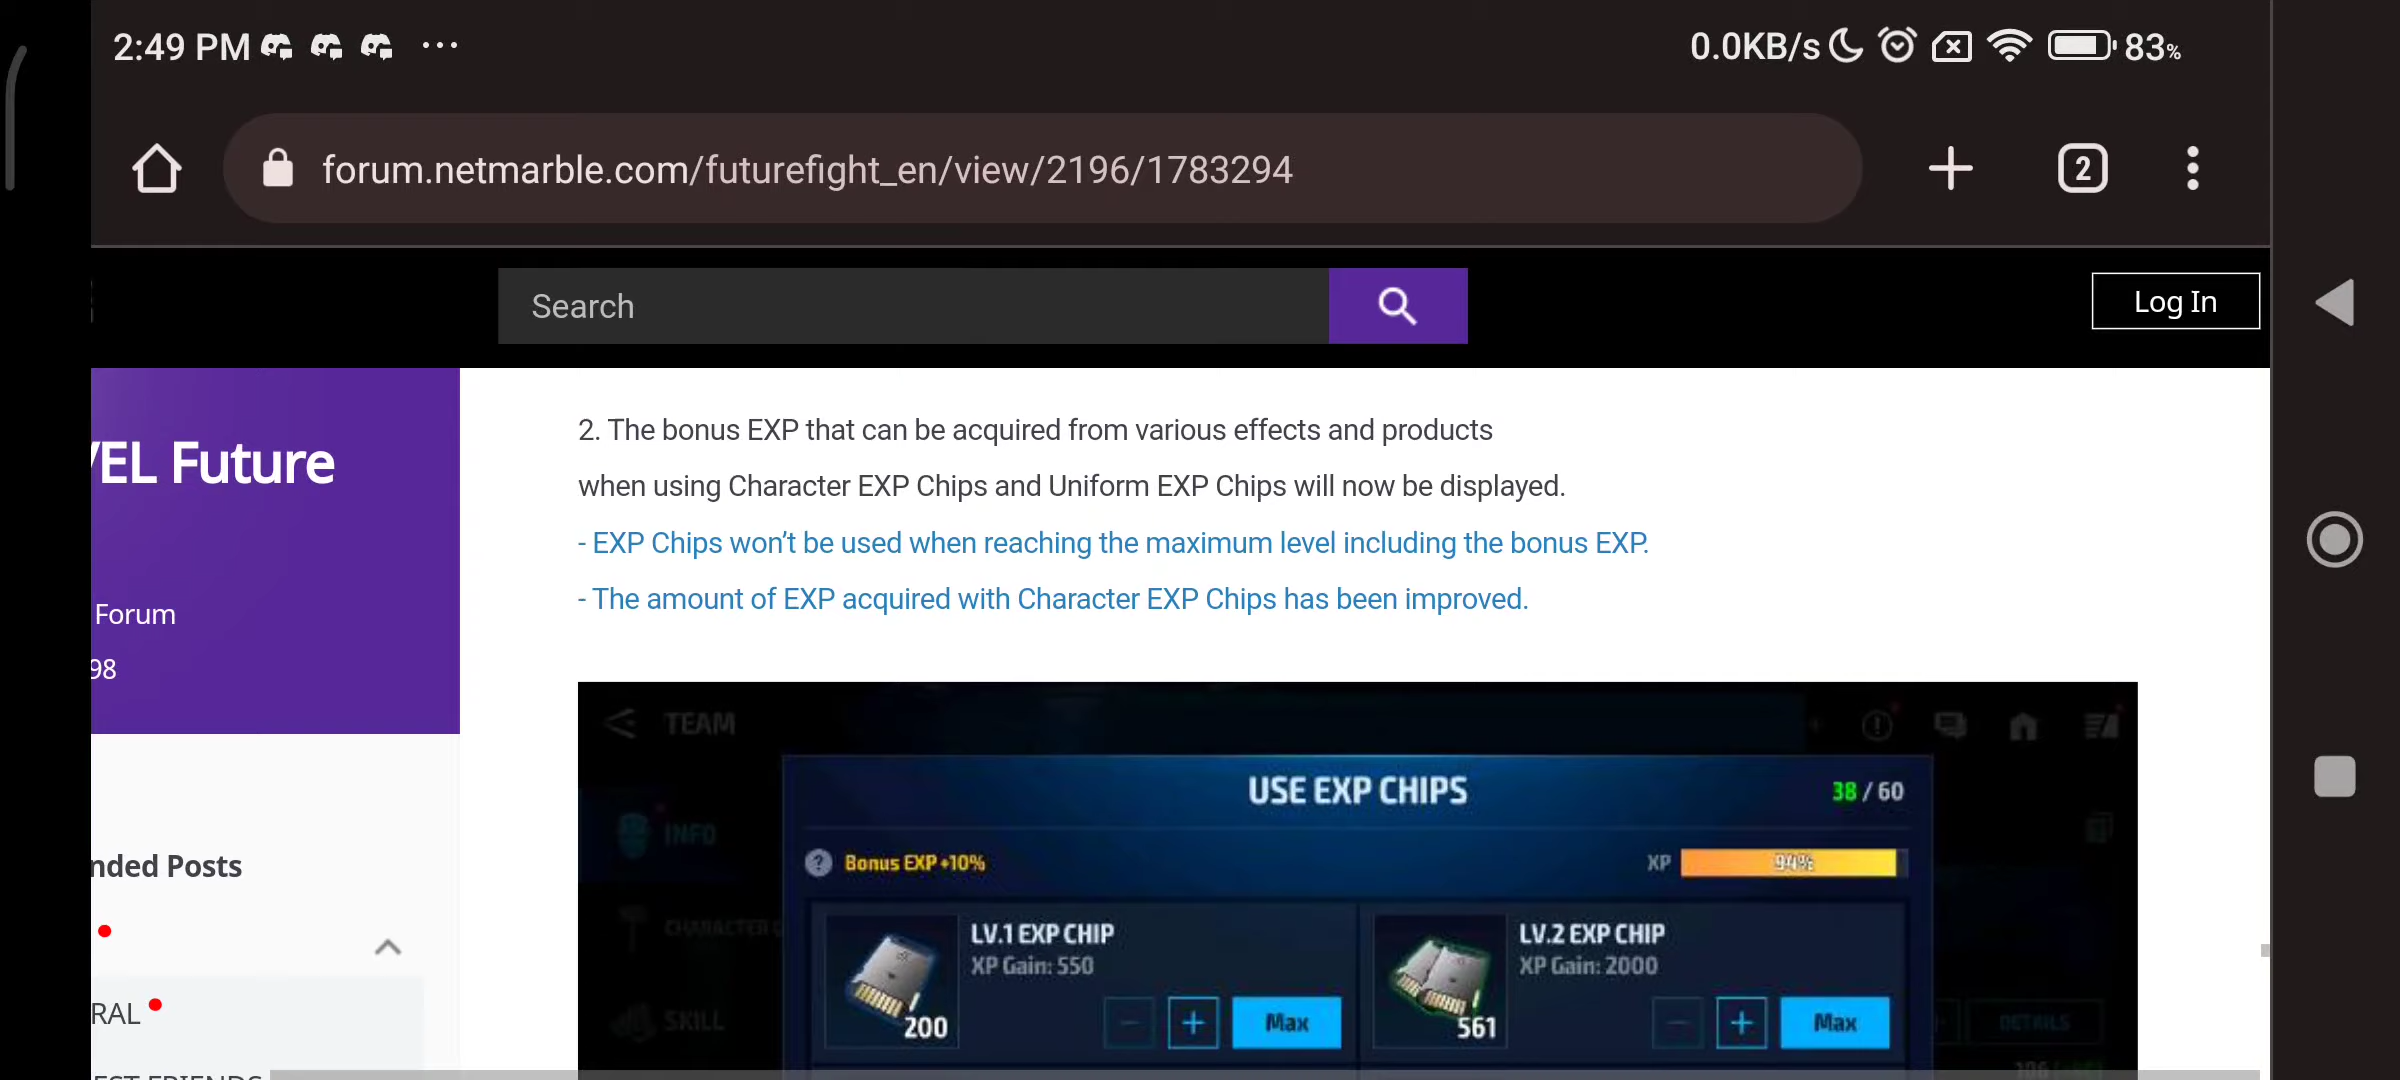 2:49 PM
0.0KB/s
83%
forum.netmarble.com/futurefight_en/view/2196/1783294
2
Search
Log In
VEL Future
Forum
98
nded Posts
RAL
EST FRIENDS
2. The bonus EXP that can be acquired from various effects and products
when using Character EXP Chips and Uniform EXP Chips will now be displayed.
- EXP Chips won’t be used when reaching the maximum level including the bonus EXP.
- The amount of EXP acquired with Character EXP Chips has been improved.
TEAM
USE EXP CHIPS
38 / 60
INFO
? Bonus EXP +10%
XP 94%
CHARACTER
LV.1 EXP CHIP
XP Gain: 550
200
Max
LV.2 EXP CHIP
XP Gain: 2000
561
Max
SKILL
DETAILS